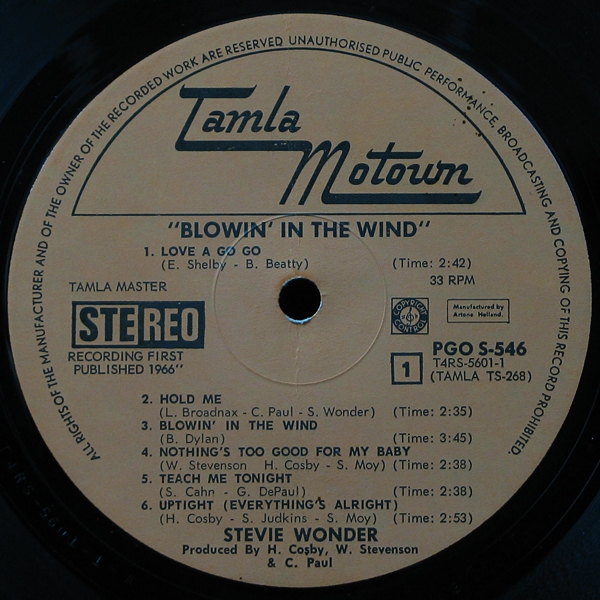 ALL RIGHTS OF THE MANUFACTURER AND OF THE OWNER OF THE RECORDED WORK ARE RESERVED UNAUTHORISED PUBLIC PERFORMANCE, BROADCASTING AND COPYING OF THIS RECORD PROHIBITED.
Tamla
Motown
"BLOWIN' IN THE WIND"
1. LOVE A GO GO
(E. Shelby - B. Beatty) (Time: 2:42)
TAMLA MASTER 33 RPM
STEREO
COPYRIGHT CONTROL
Manufactured by
Artone Holland.
RECORDING FIRST
PUBLISHED 1966"
PGO S-546
1
T4RS-5601-1
(TAMLA TS-268)
2. HOLD ME
(L. Broadnax - C. Paul - S. Wonder) (Time: 2:35)
3. BLOWIN' IN THE WIND
(B. Dylan) (Time: 3:45)
4. NOTHING'S TOO GOOD FOR MY BABY
(W. Stevenson H. Cosby - S. Moy) (Time: 2:38)
5. TEACH ME TONIGHT
(S. Cahn - G. DePaul) (Time: 2:38)
6. UPTIGHT (EVERYTHING'S ALRIGHT)
(H. Cosby - S. Judkins - S. Moy) (Time: 2:53)
STEVIE WONDER
Produced By H. Cosby, W. Stevenson
& C. Paul